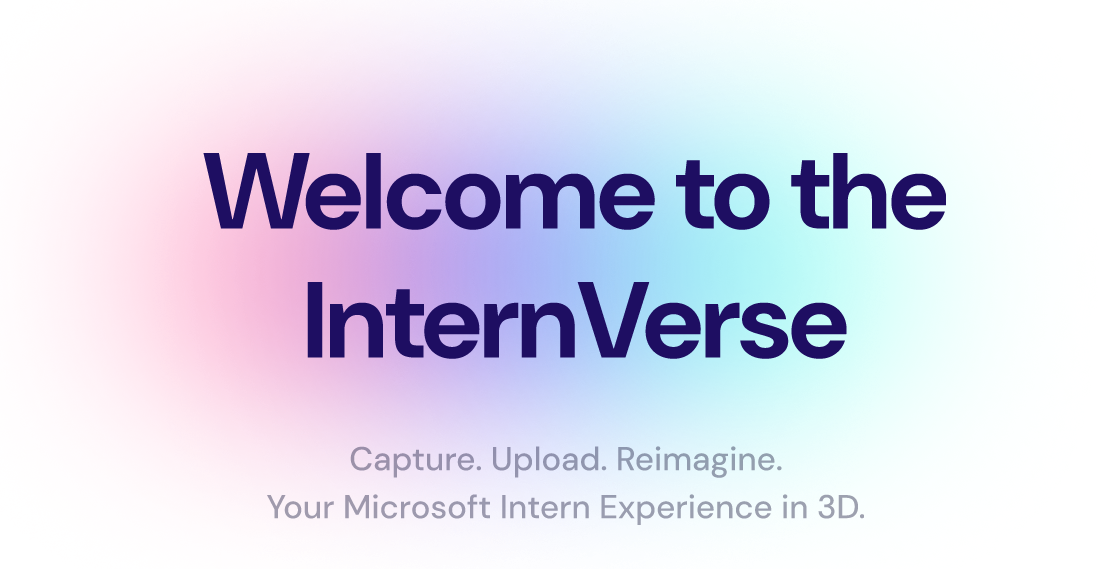 Welcome to the
InternVerse
Capture. Upload. Reimagine.
Your Microsoft Intern Experience in 3D.